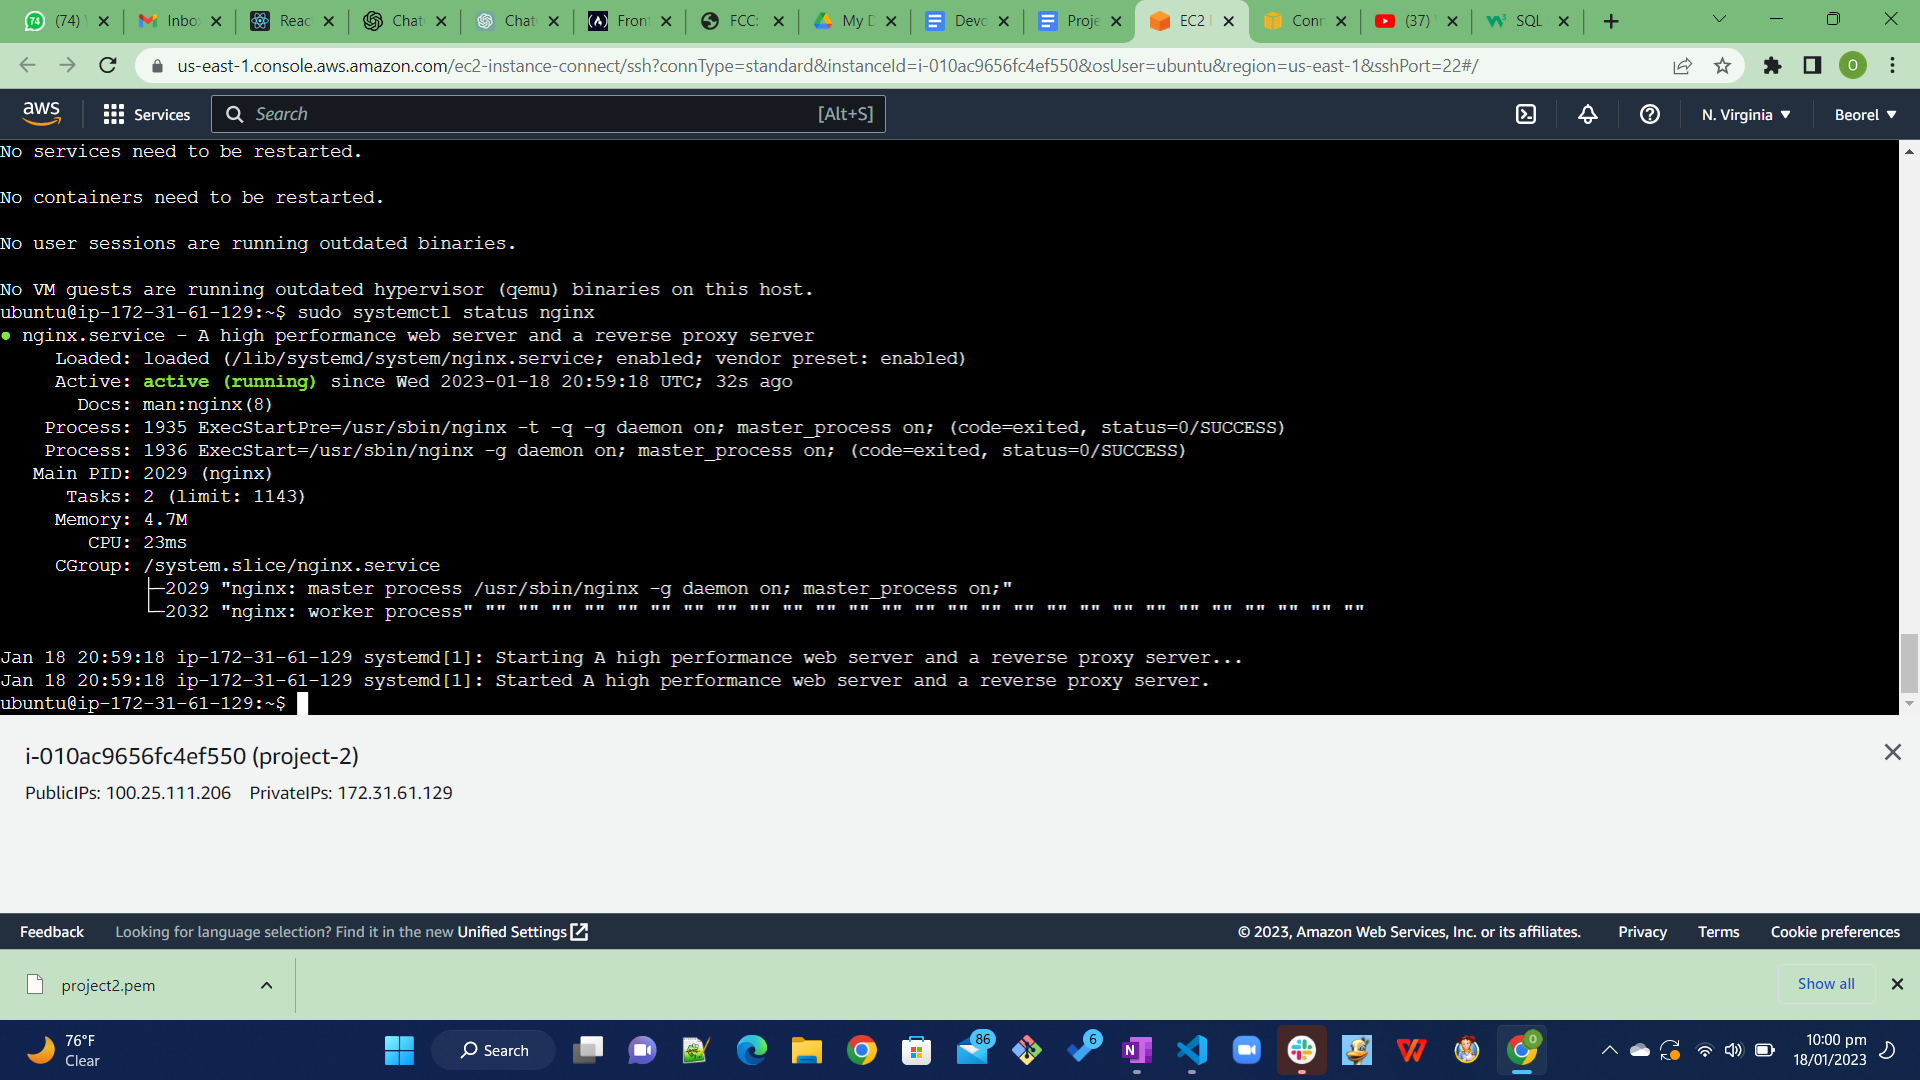 (74)
Inbo
Reac
Chat
Chat
Fron
FCC:
My D
Devo
Proje
EC2
Conn
(37)
SQL
us-east-1.console.aws.amazon.com/ec2-instance-connect/ssh?connType=standard&instanceId=i-010ac9656fc4ef550&osUser=ubuntu&region=us-east-1&sshPort=22#/
O
aws
Services
Search
[Alt+S]
N. Virginia
Beorel
No services need to be restarted.
No containers need to be restarted.
No user sessions are running outdated binaries.
No VM guests are running outdated hypervisor (qemu) binaries on this host.
ubuntu@ip-172-31-61-129:~$ sudo systemctl status nginx
● nginx.service - A high performance web server and a reverse proxy server
Loaded: loaded (/lib/systemd/system/nginx.service; enabled; vendor preset: enabled)
Active: active (running) since Wed 2023-01-18 20:59:18 UTC; 32s ago
Docs: man:nginx(8)
Process: 1935 ExecStartPre=/usr/sbin/nginx -t -q -g daemon on; master_process on; (code=exited, status=0/SUCCESS)
Process: 1936 ExecStart=/usr/sbin/nginx -g daemon on; master_process on; (code=exited, status=0/SUCCESS)
Main PID: 2029 (nginx)
Tasks: 2 (limit: 1143)
Memory: 4.7M
CPU: 23ms
CGroup: /system.slice/nginx.service
├─2029 "nginx: master process /usr/sbin/nginx -g daemon on; master_process on;"
└─2032 "nginx: worker process" "" "" "" "" "" "" "" "" "" "" "" "" "" "" "" "" "" "" "" "" "" "" "" "" "" "" ""
Jan 18 20:59:18 ip-172-31-61-129 systemd[1]: Starting A high performance web server and a reverse proxy server...
Jan 18 20:59:18 ip-172-31-61-129 systemd[1]: Started A high performance web server and a reverse proxy server.
ubuntu@ip-172-31-61-129:~$
i-010ac9656fc4ef550 (project-2)
PublicIPs: 100.25.111.206 PrivateIPs: 172.31.61.129
Feedback
Looking for language selection? Find it in the new Unified Settings
© 2023, Amazon Web Services, Inc. or its affiliates.
Privacy
Terms
Cookie preferences
project2.pem
Show all
76°F
Clear
Search
86
6
10:00 pm
18/01/2023